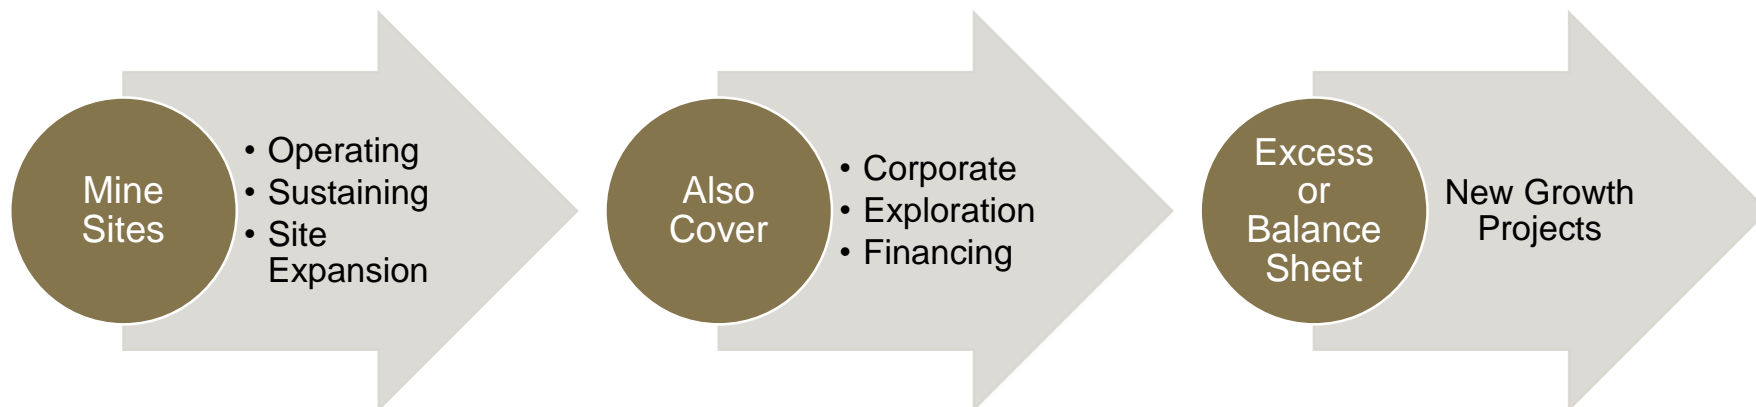 Mine
Sites
• Operating
• Sustaining
• Site
Expansion
Also
Cover
• Corporate
• Exploration
• Financing
Excess
or
Balance
Sheet
New Growth
Projects